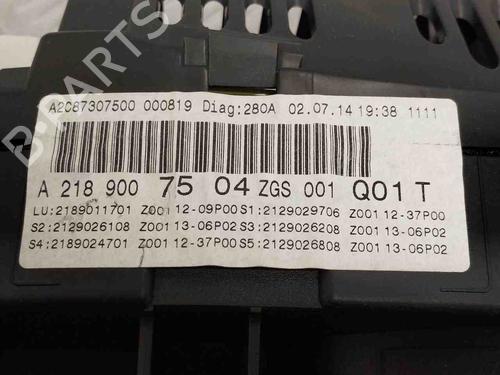 A2C87307500 000819 Diag:280A 02.07.14 19:38 1111
A 218 900 75 04 ZGS 001 Q01 T
LU:2189011701 Z001 12-09P00 S1:2129029706 Z001 12-37P00
S2:2129026108 Z001 13-06P02 S3:2129026208 Z001 13-06P02
S4:2189024701 Z001 12-37P00 S5:2129026808 Z001 13-06P02
B-PARTS